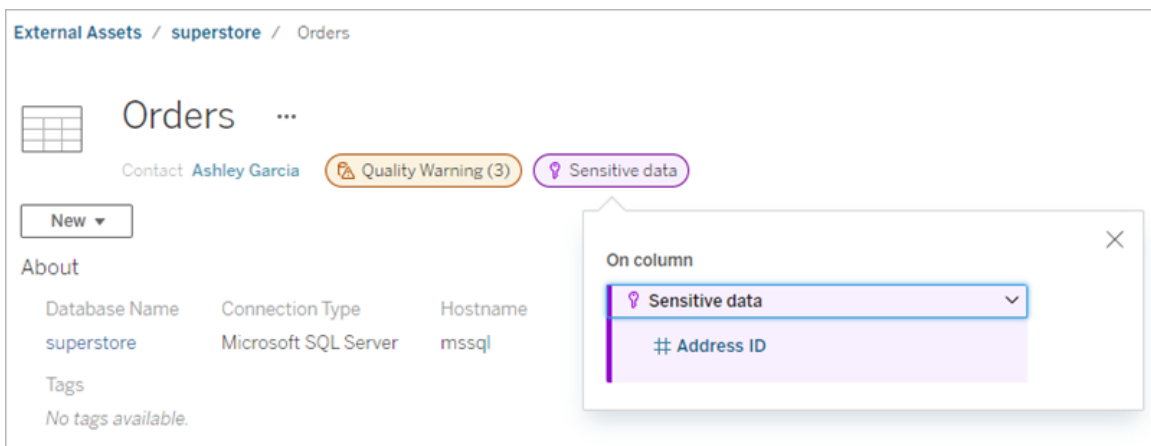 External Assets / superstore / Orders
Orders ...
Contact Ashley Garcia Quality Warning (3) Sensitive data
New
About
Database Name Connection Type Hostname
superstore Microsoft SQL Server mssql
Tags
No tags available.
On column
Sensitive data
# Address ID